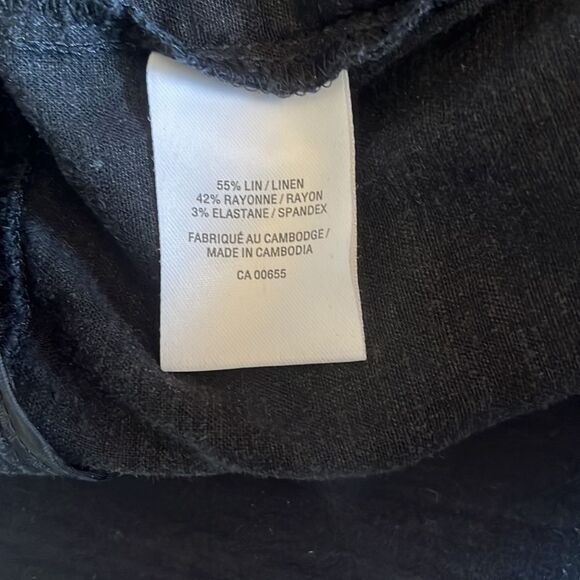 55% LIN / LINEN
42% RAYONNE / RAYON
3% ELASTANE / SPANDEX
FABRIQUÉ AU CAMBODGE /
MADE IN CAMBODIA
CA 00655